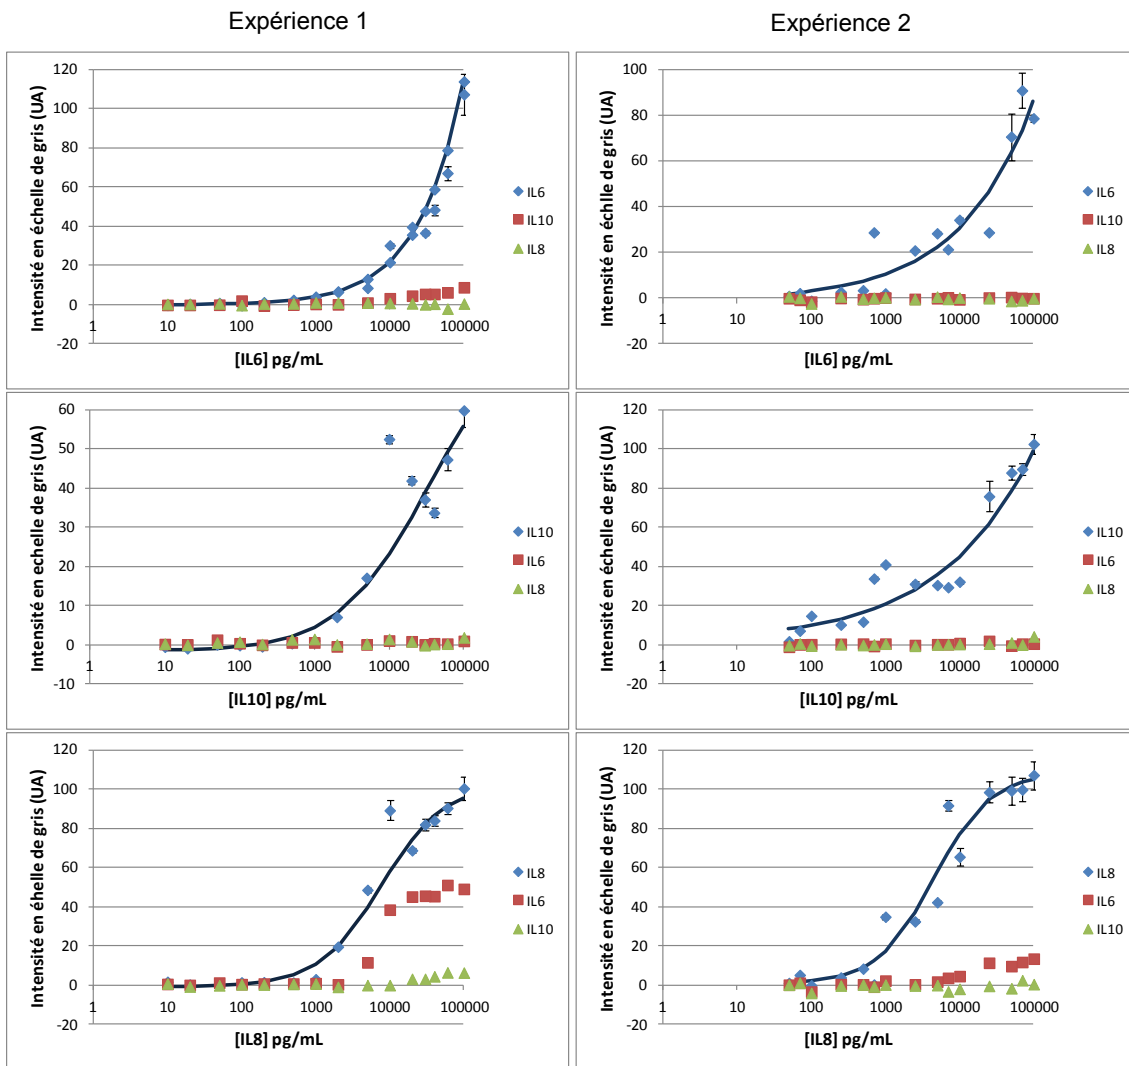 Expérience 1
Expérience 2
120
100
80
60
40
20
0
-20
1 10 100 1000 10000 100000
Intensité en échelle de gris (UA)
[IL6] pg/mL
IL6
IL10
IL8
100
80
60
40
20
0
-20
1 10 100 1000 10000 100000
Intensité en échllle de gris (UA)
[IL6] pg/mL
IL6
IL10
IL8
60
50
40
30
20
10
0
-10
1 10 100 1000 10000 100000
Intensité en echelle de gris (UA)
[IL10] pg/mL
IL10
IL6
IL8
120
100
80
60
40
20
0
-20
1 10 100 1000 10000 100000
Intensité en échelle de gris (UA)
[IL10] pg/mL
IL10
IL6
IL8
120
100
80
60
40
20
0
-20
1 10 100 1000 10000 100000
Intensité en éhelle de gris (UA)
[IL8] pg/mL
IL8
IL6
IL10
120
100
80
60
40
20
0
-20
1 10 100 1000 10000 100000
Intensité en échelle de gris (UA)
[IL8] pg/mL
IL8
IL6
IL10